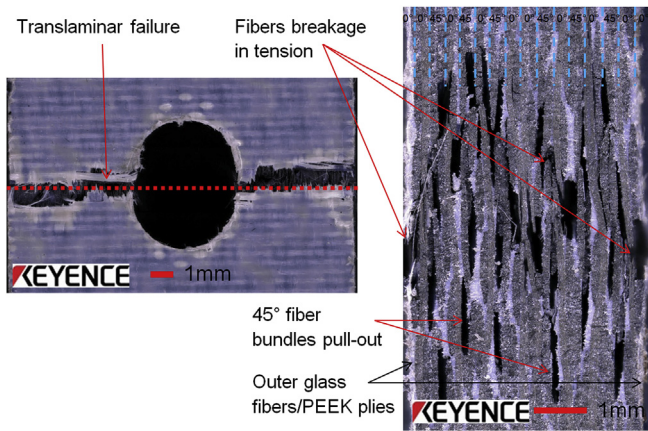 Translaminar failure
Fibers breakage
in tension
0° 45° 0° 45° 0° 45° 0° 0° 45° 0° 45° 0° 45° 0°
KEYENCE 1mm
45° fiber
bundles pull-out
Outer glass
fibers/PEEK plies
KEYENCE 1mm